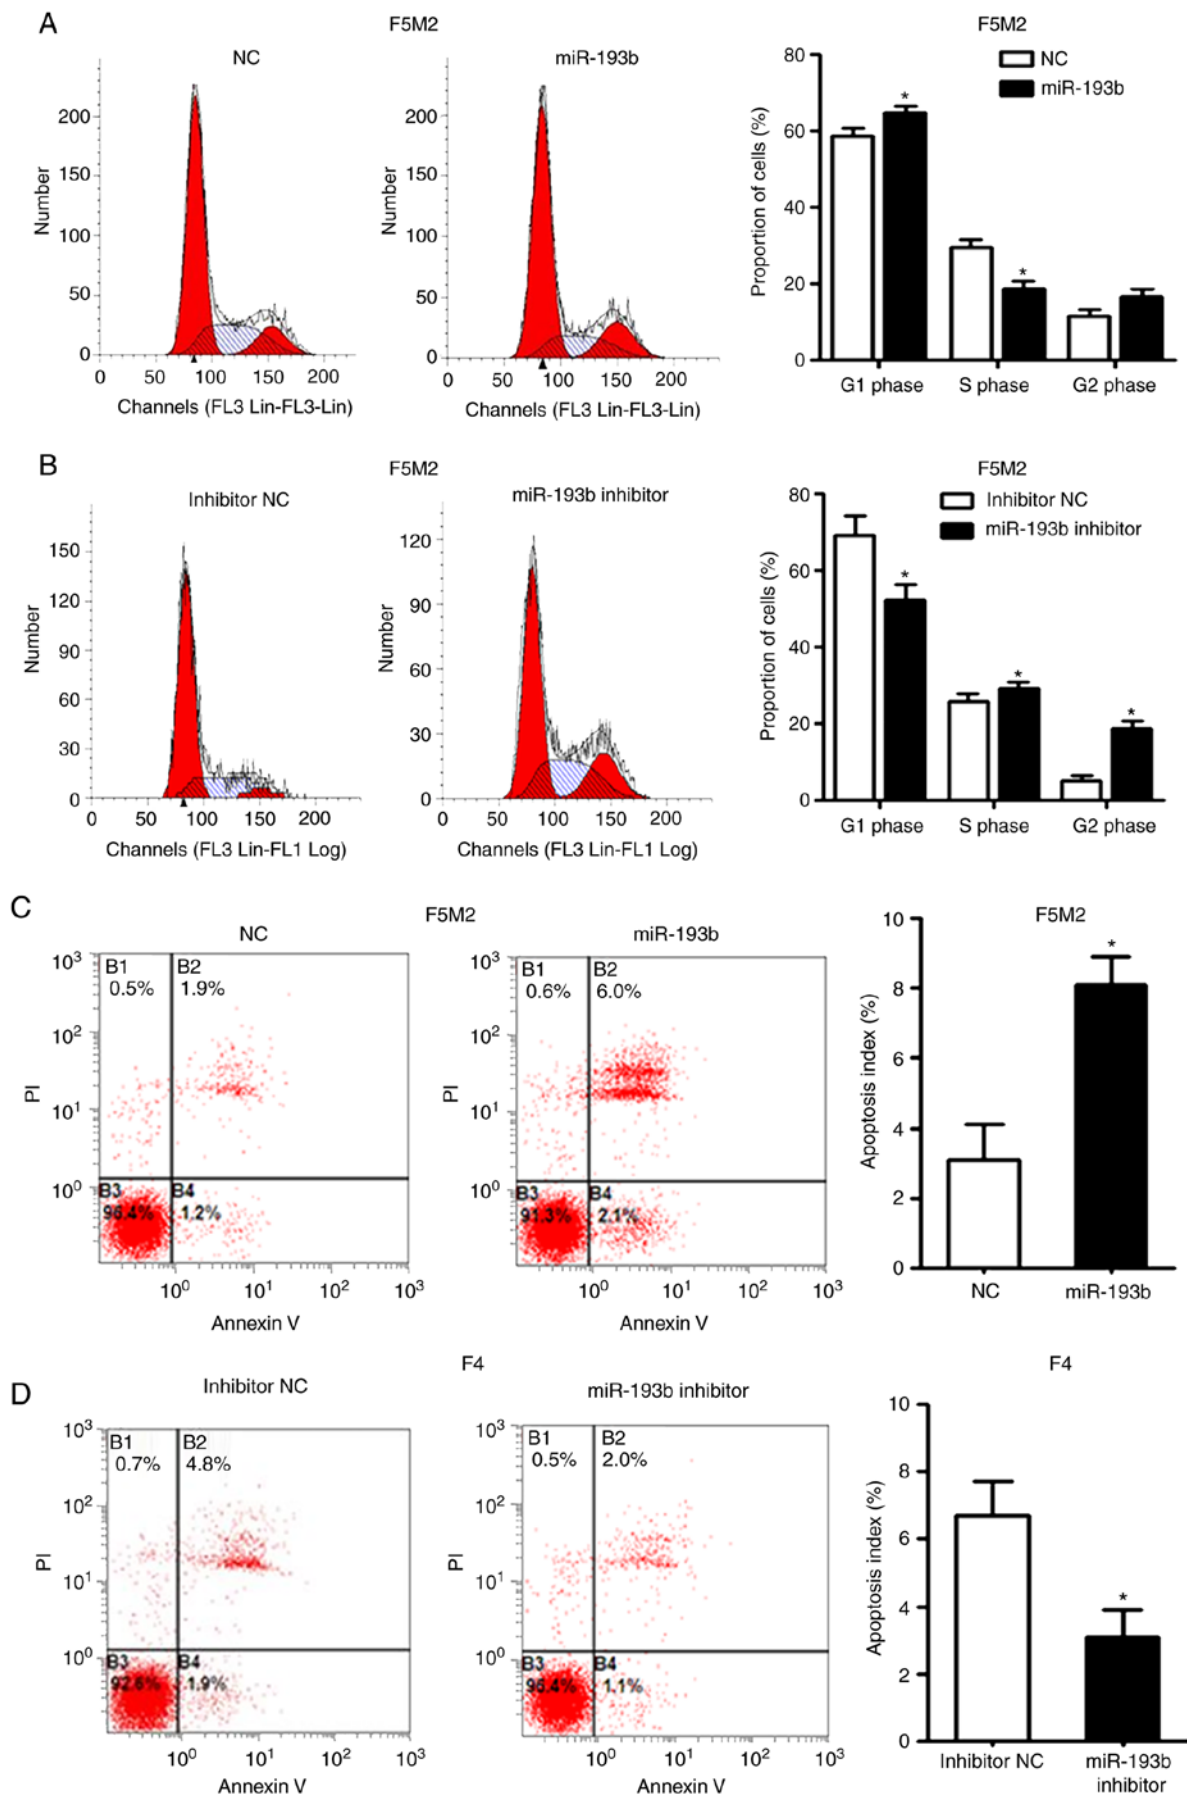 A
F5M2
F5M2
NC
miR-193b
NC
miR-193b
Number
200
150
100
50
0
0 50 100 150 200
Channels (FL3 Lin-FL3-Lin)
Number
200
150
100
50
0
0 50 100 150 200
Channels (FL3 Lin-FL3-Lin)
Proportion of cells (%)
80
60
40
20
0
* *
G1 phase S phase G2 phase
B
F5M2
F5M2
Inhibitor NC
miR-193b inhibitor
Inhibitor NC
miR-193b inhibitor
Number
150
120
90
60
30
0
0 50 100 150 200
Channels (FL3 Lin-FL1 Log)
Number
120
90
60
30
0
0 50 100 150 200
Channels (FL3 Lin-FL1 Log)
Proportion of cells (%)
80
60
40
20
0
* * *
G1 phase S phase G2 phase
C
F5M2
F5M2
NC
miR-193b
PI
10³
10²
10¹
10⁰
B1 B2
0.5% 1.9%
B3 B4
96.4% 1.2%
10⁰ 10¹ 10² 10³
Annexin V
PI
10³
10²
10¹
10⁰
B1 B2
0.6% 6.0%
B3 B4
91.3% 2.1%
10⁰ 10¹ 10² 10³
Annexin V
Apoptosis index (%)
10
8
6
4
2
0
*
NC miR-193b
D
F4
F4
Inhibitor NC
miR-193b inhibitor
PI
10³
10²
10¹
10⁰
B1 B2
0.7% 4.8%
B3 B4
92.6% 1.9%
10⁰ 10¹ 10² 10³
Annexin V
PI
10³
10²
10¹
10⁰
B1 B2
0.5% 2.0%
B3 B4
96.4% 1.1%
10⁰ 10¹ 10² 10³
Annexin V
Apoptosis index (%)
10
8
6
4
2
0
*
Inhibitor NC miR-193b
inhibitor